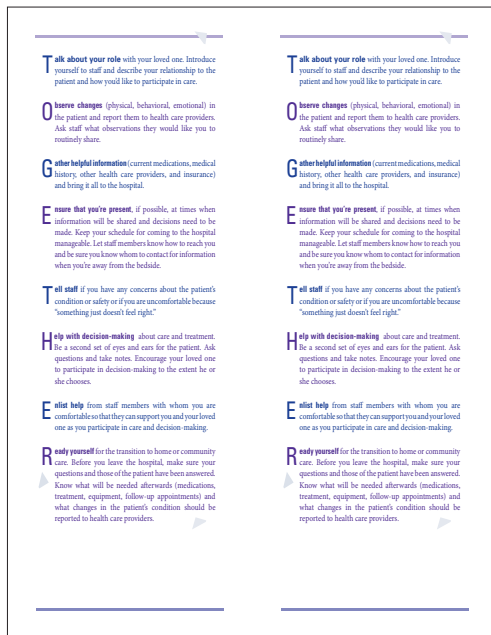 Talk about your role with your loved one. Introduce
yourself to staff and describe your relationship to the
patient and how you'd like to participate in care.
Observe changes (physical, behavioral, emotional) in
the patient and report them to health care providers.
Ask staff what observations they would like you to
routinely share.
Gather helpful information (current medications, medical
history, other health care providers, and insurance)
and bring it all to the hospital.
Ensure that you're present, if possible, at times when
information will be shared and decisions need to be
made. Keep your schedule for coming to the hospital
manageable. Let staff members know how to reach you
and be sure you know whom to contact for information
when you're away from the bedside.
Tell staff if you have any concerns about the patient's
condition or safety or if you are uncomfortable because
"something just doesn't feel right."
Help with decision-making about care and treatment.
Be a second set of eyes and ears for the patient. Ask
questions and take notes. Encourage your loved one
to participate in decision-making to the extent he or
she chooses.
Enlist help from staff members with whom you are
comfortable so that they can support you and your loved
one as you participate in care and decision-making.
Ready yourself for the transition to home or community
care. Before you leave the hospital, make sure your
questions and those of the patient have been answered.
Know what will be needed afterwards (medications,
treatment, equipment, follow-up appointments) and
what changes in the patient's condition should be
reported to health care providers.
Talk about your role with your loved one. Introduce
yourself to staff and describe your relationship to the
patient and how you'd like to participate in care.
Observe changes (physical, behavioral, emotional) in
the patient and report them to health care providers.
Ask staff what observations they would like you to
routinely share.
Gather helpful information (current medications, medical
history, other health care providers, and insurance)
and bring it all to the hospital.
Ensure that you're present, if possible, at times when
information will be shared and decisions need to be
made. Keep your schedule for coming to the hospital
manageable. Let staff members know how to reach you
and be sure you know whom to contact for information
when you're away from the bedside.
Tell staff if you have any concerns about the patient's
condition or safety or if you are uncomfortable because
"something just doesn't feel right."
Help with decision-making about care and treatment.
Be a second set of eyes and ears for the patient. Ask
questions and take notes. Encourage your loved one
to participate in decision-making to the extent he or
she chooses.
Enlist help from staff members with whom you are
comfortable so that they can support you and your loved
one as you participate in care and decision-making.
Ready yourself for the transition to home or community
care. Before you leave the hospital, make sure your
questions and those of the patient have been answered.
Know what will be needed afterwards (medications,
treatment, equipment, follow-up appointments) and
what changes in the patient's condition should be
reported to health care providers.